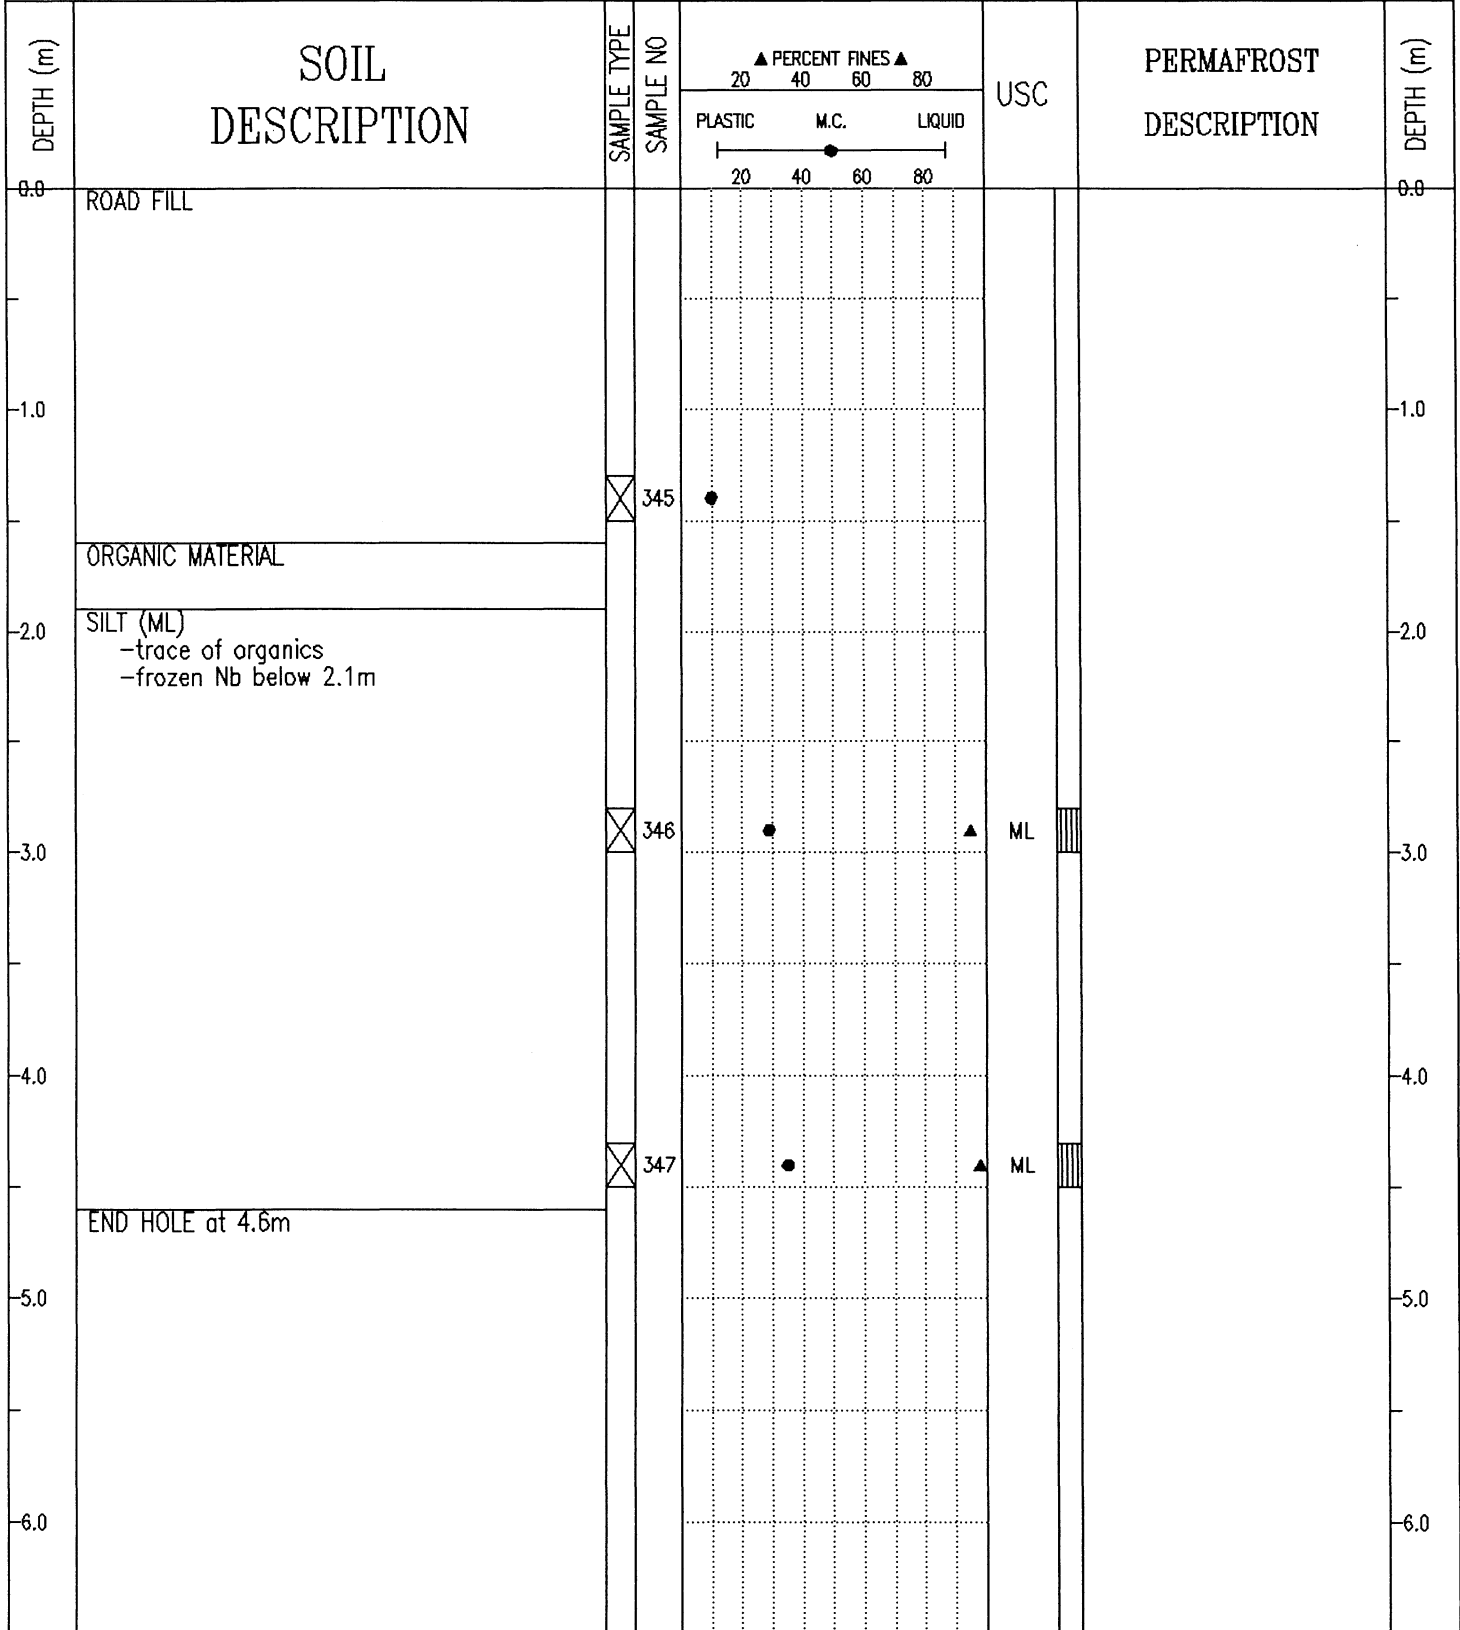 DEPTH (m)
SOIL
DESCRIPTION
SAMPLE TYPE
SAMPLE NO
▲ PERCENT FINES ▲
20 40 60 80
PLASTIC M.C. LIQUID
20 40 60 80
USC
PERMAFROST
DESCRIPTION
DEPTH (m)
0.0
ROAD FILL
0.0
1.0
1.0
345
ORGANIC MATERIAL
SILT (ML)
2.0
2.0
-trace of organics
-frozen Nb below 2.1m
346
ML
3.0
3.0
4.0
4.0
347
ML
END HOLE at 4.6m
5.0
5.0
6.0
6.0